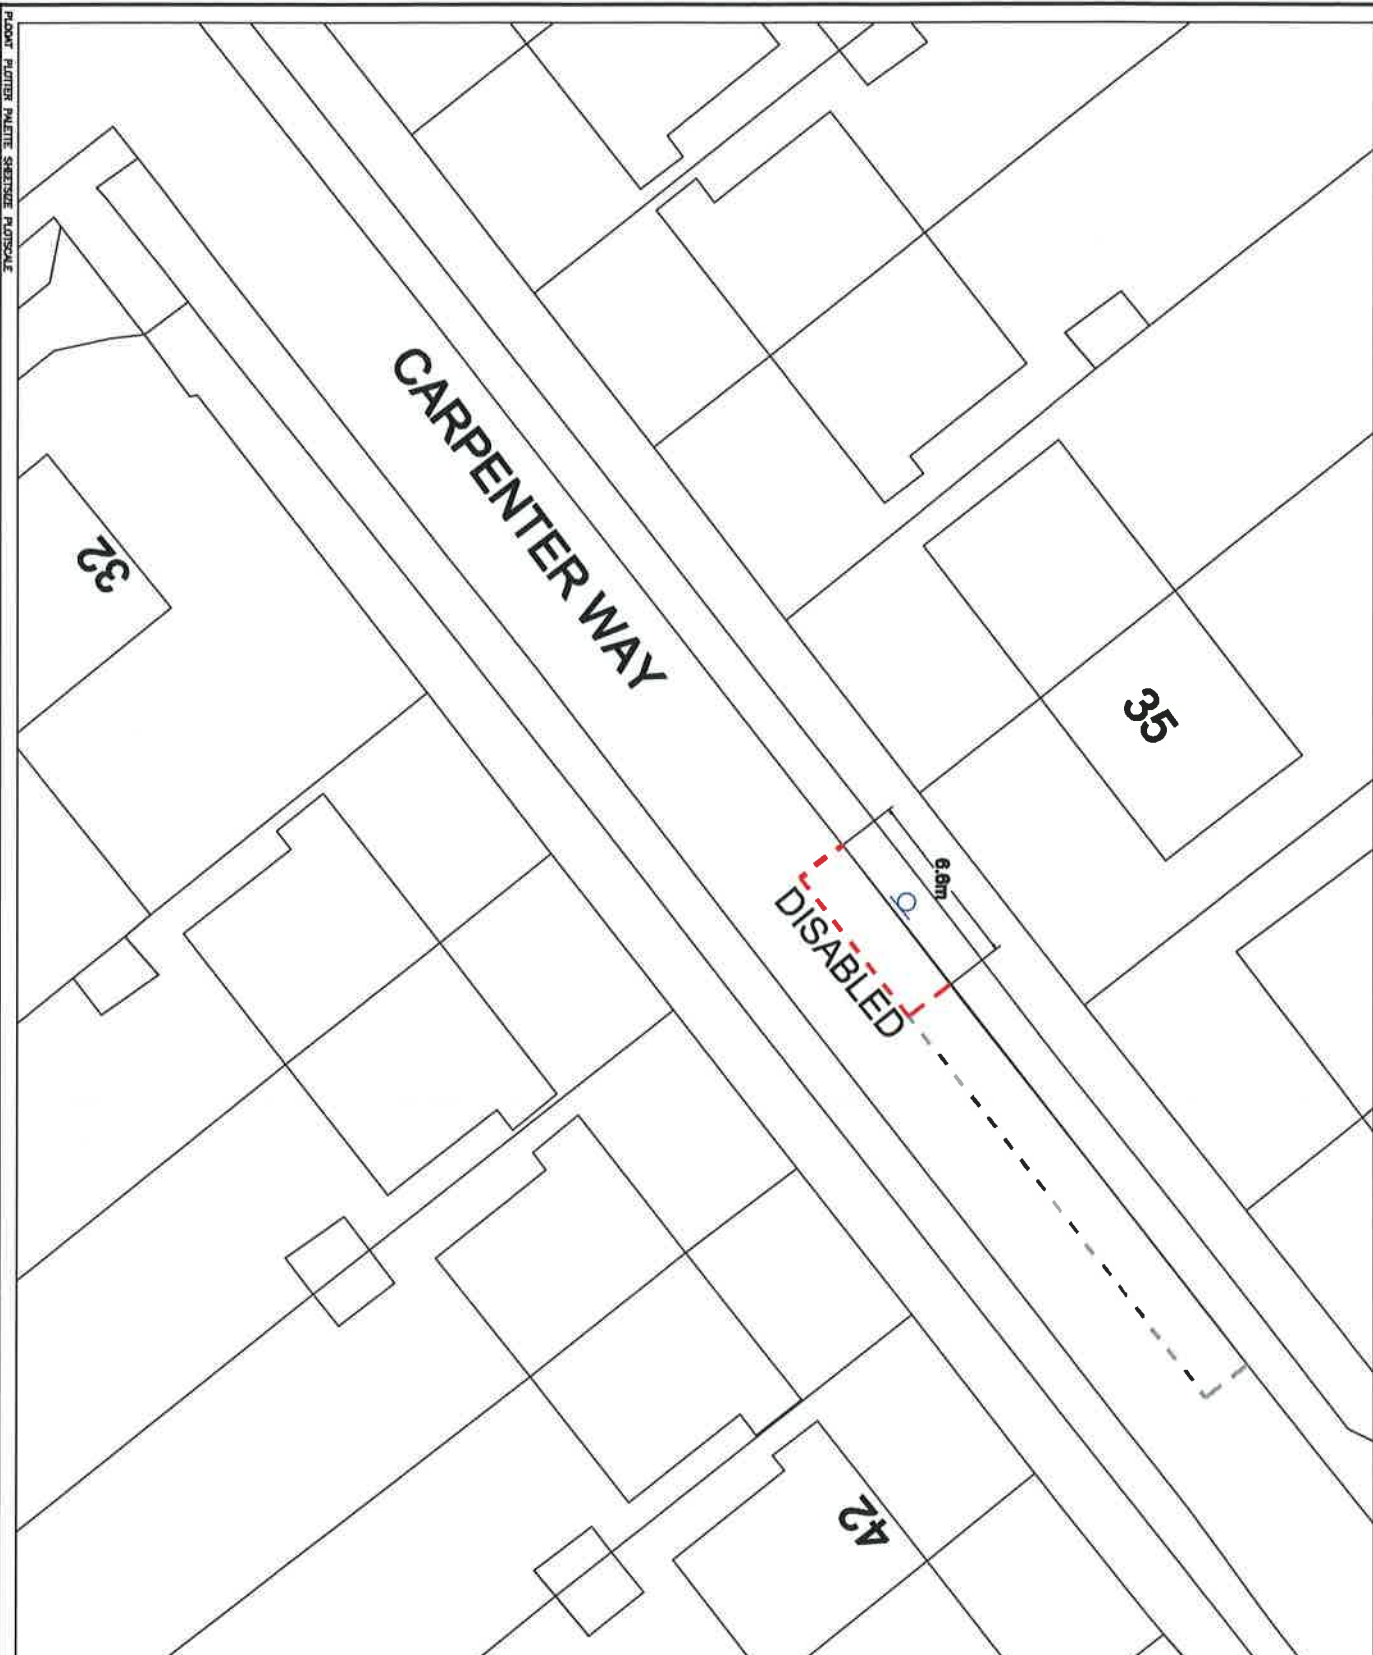 PLODAT PLOTTER PALETTE SHEETSIZE PLOTSCALE
CARPENTER WAY
32
35
6.6m
DISABLED
42